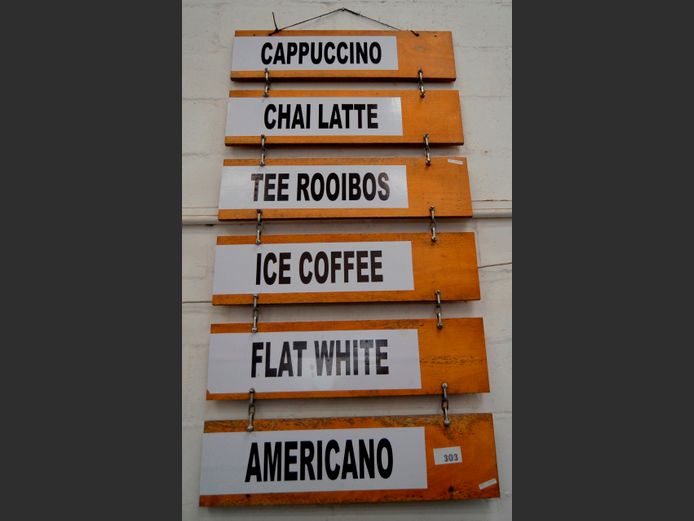 CAPPUCCINO
CHAI LATTE
TEE ROOIBOS
ICE COFFEE
FLAT WHITE
AMERICANO
303